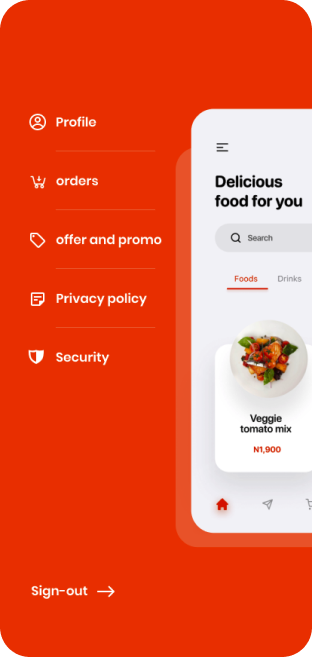 Profile
orders
offer and promo
Privacy policy
Security
Sign-out
Delicious
food for you
Search
Foods Drinks
Veggie
tomato mix
N1,900